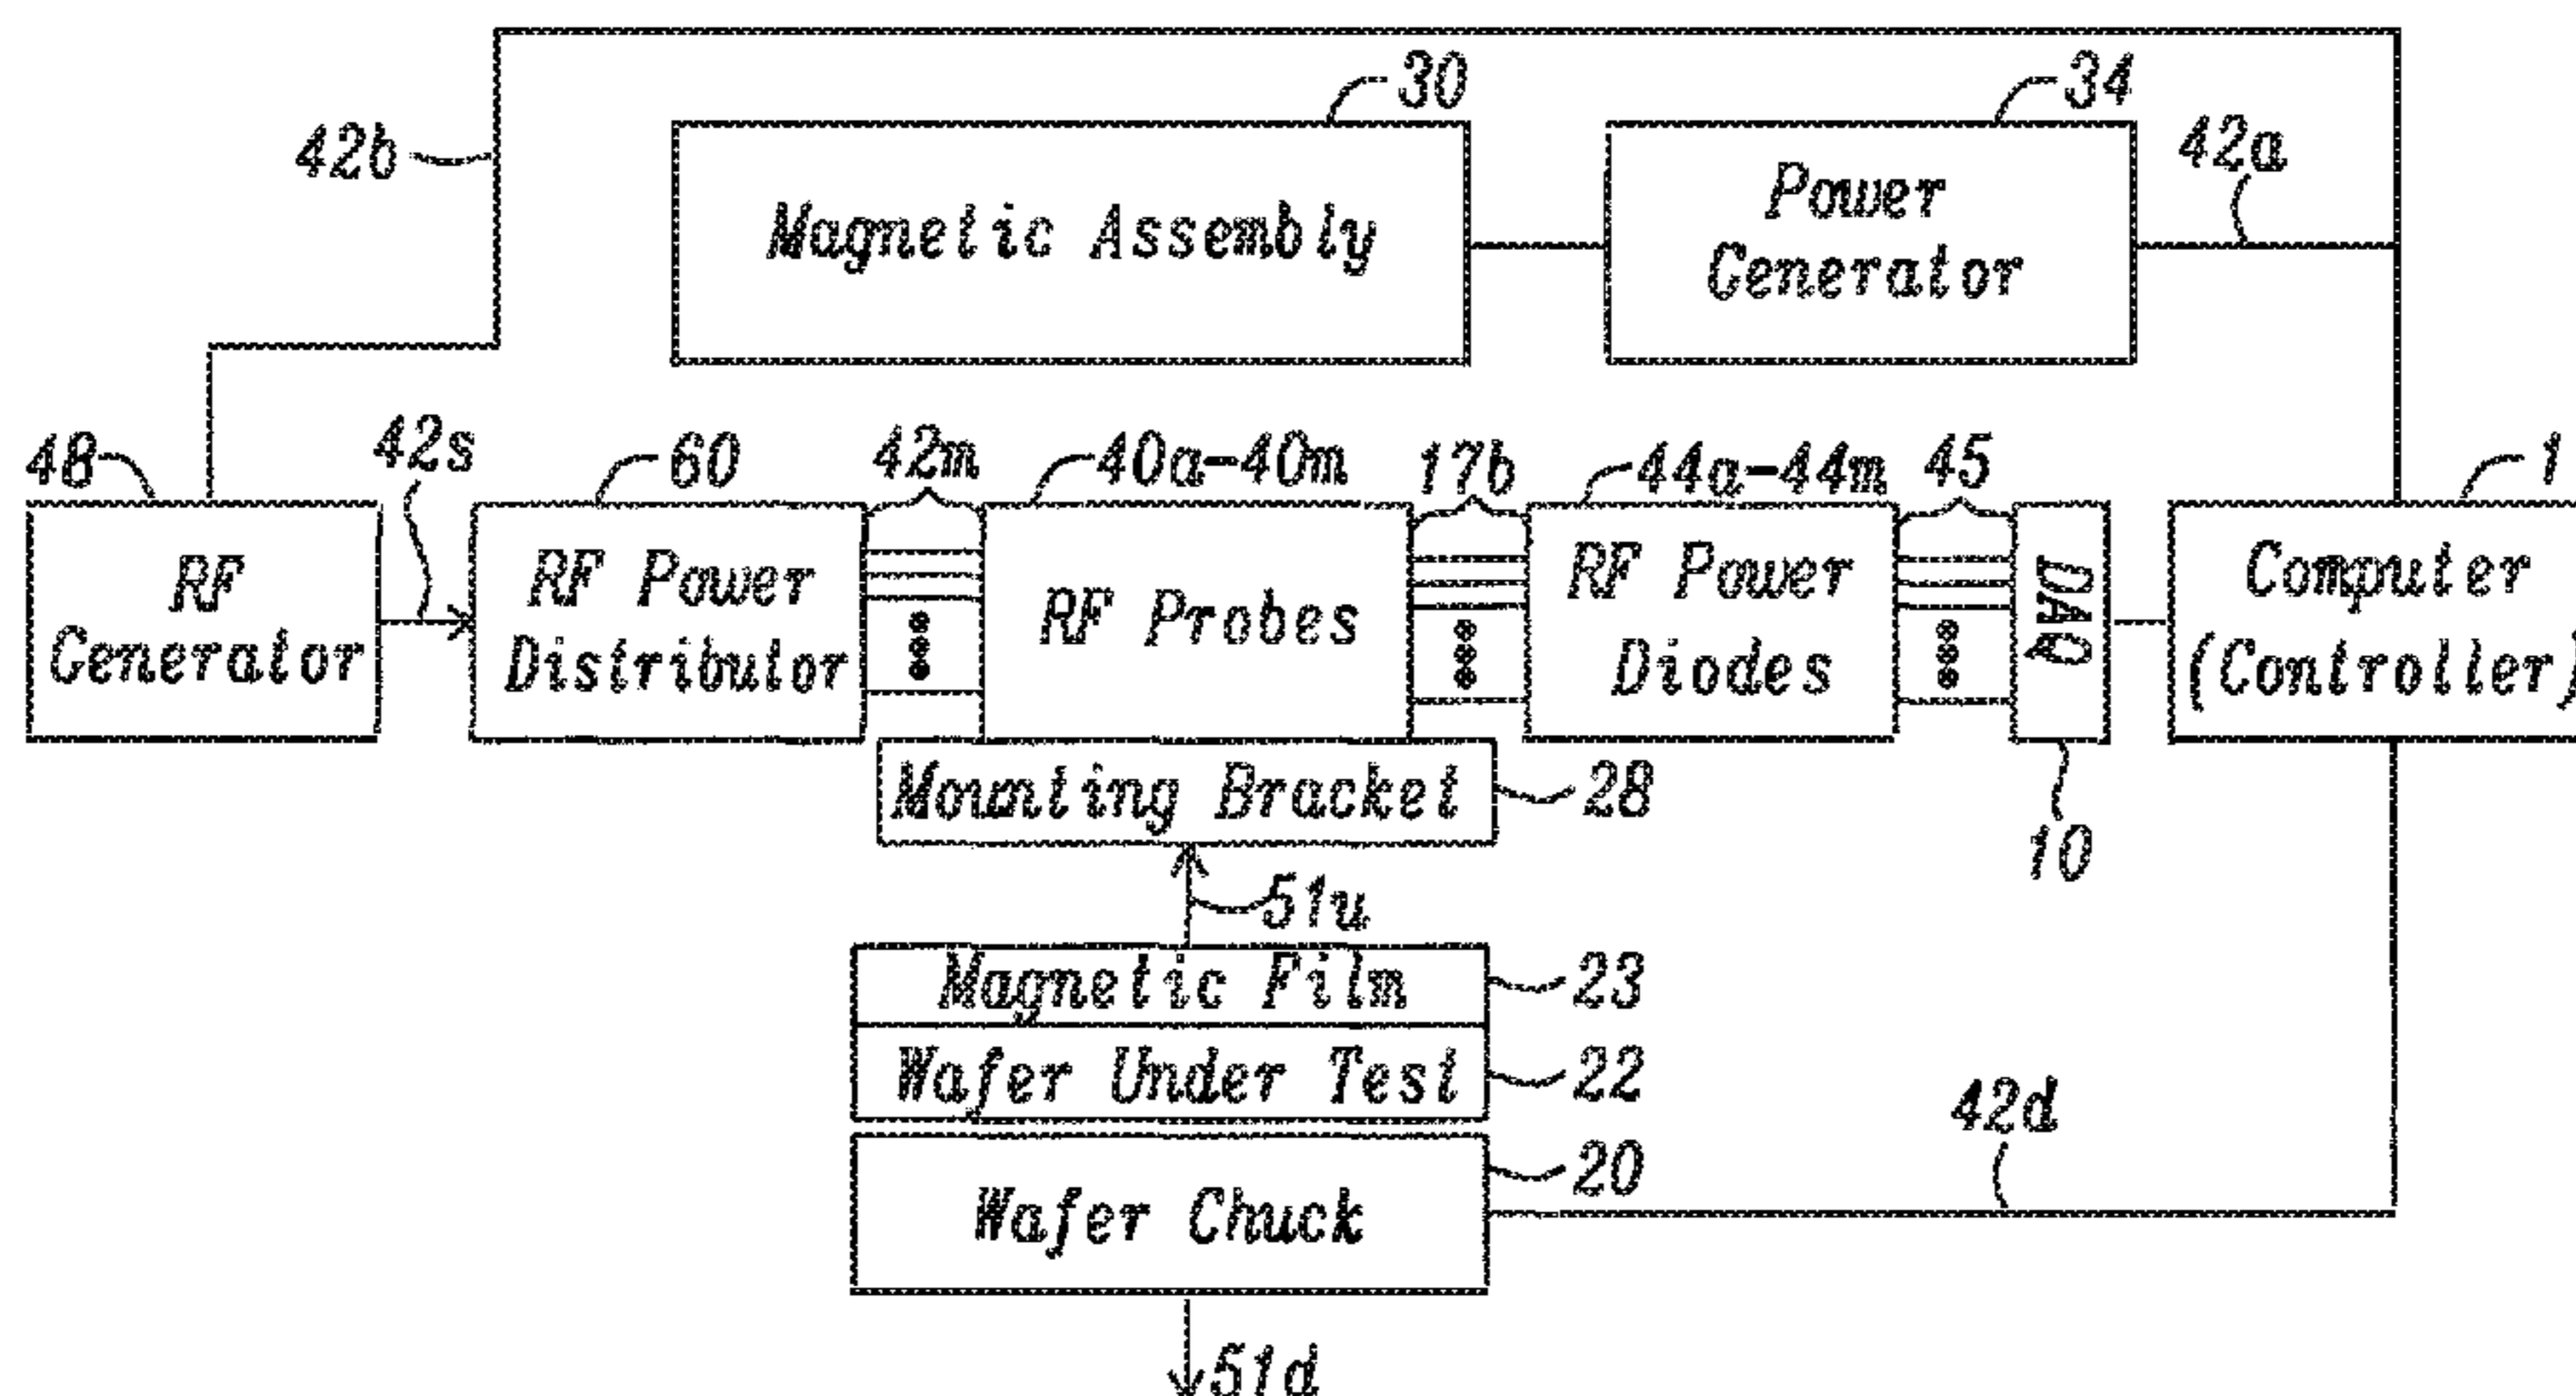 30
34
42b
42a
Magnetic Assembly
Power
Generator
48
42s
60
42m
40a-40m
17b
44a-44m
45
1
RF
Generator
RF Power
Distributor
RF Probes
RF Power
Diodes
DAQ
Computer
(Controller)
Mounting Bracket
28
10
51u
Magnetic Film
23
Wafer Under Test
22
42d
20
Wafer Chuck
51d